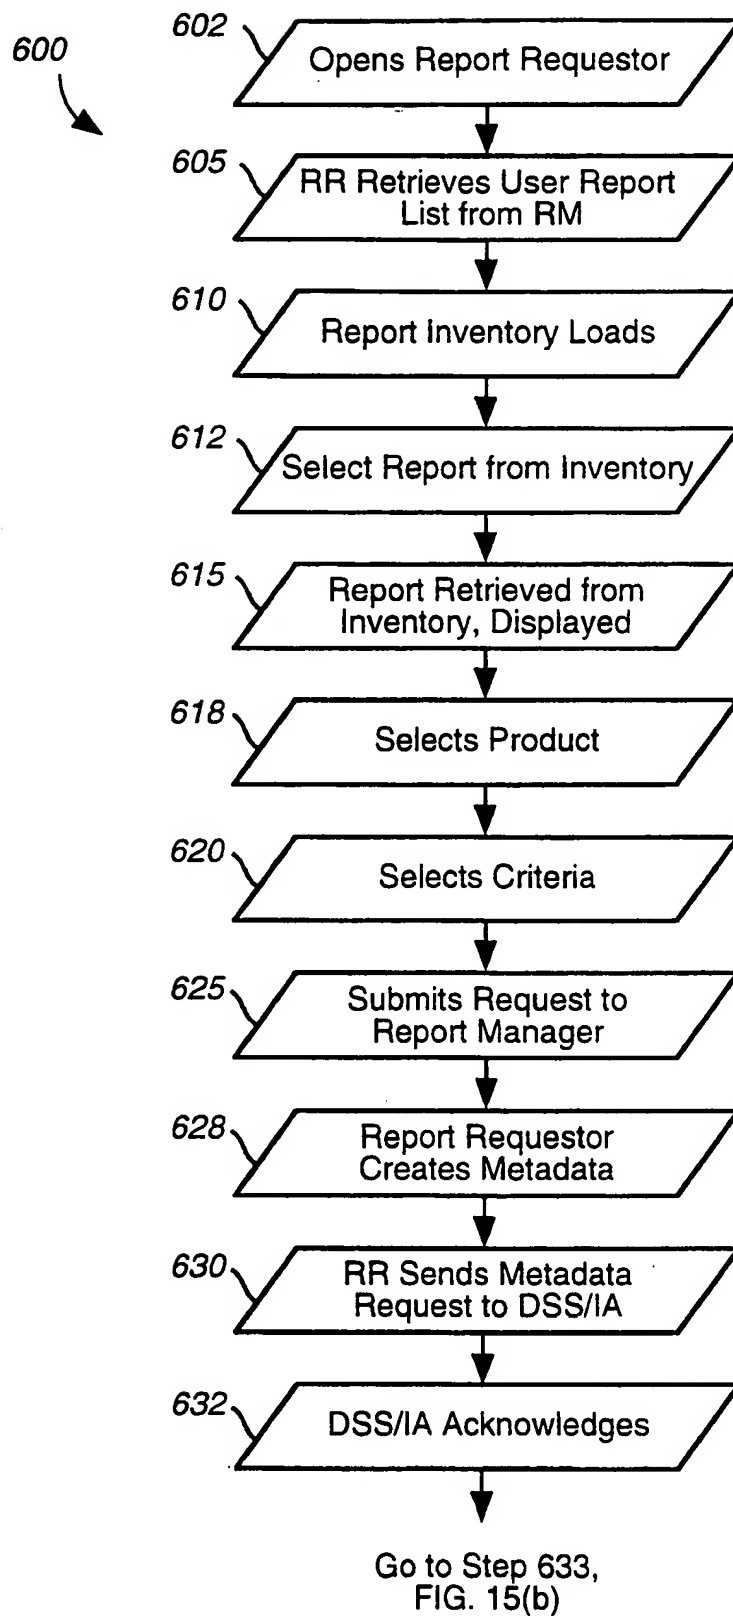 600
602
Opens Report Requestor
605
RR Retrieves User Report
List from RM
610
Report Inventory Loads
612
Select Report from Inventory
615
Report Retrieved from
Inventory, Displayed
618
Selects Product
620
Selects Criteria
625
Submits Request to
Report Manager
628
Report Requestor
Creates Metadata
630
RR Sends Metadata
Request to DSS/IA
632
DSS/IA Acknowledges
Go to Step 633,
FIG. 15(b)